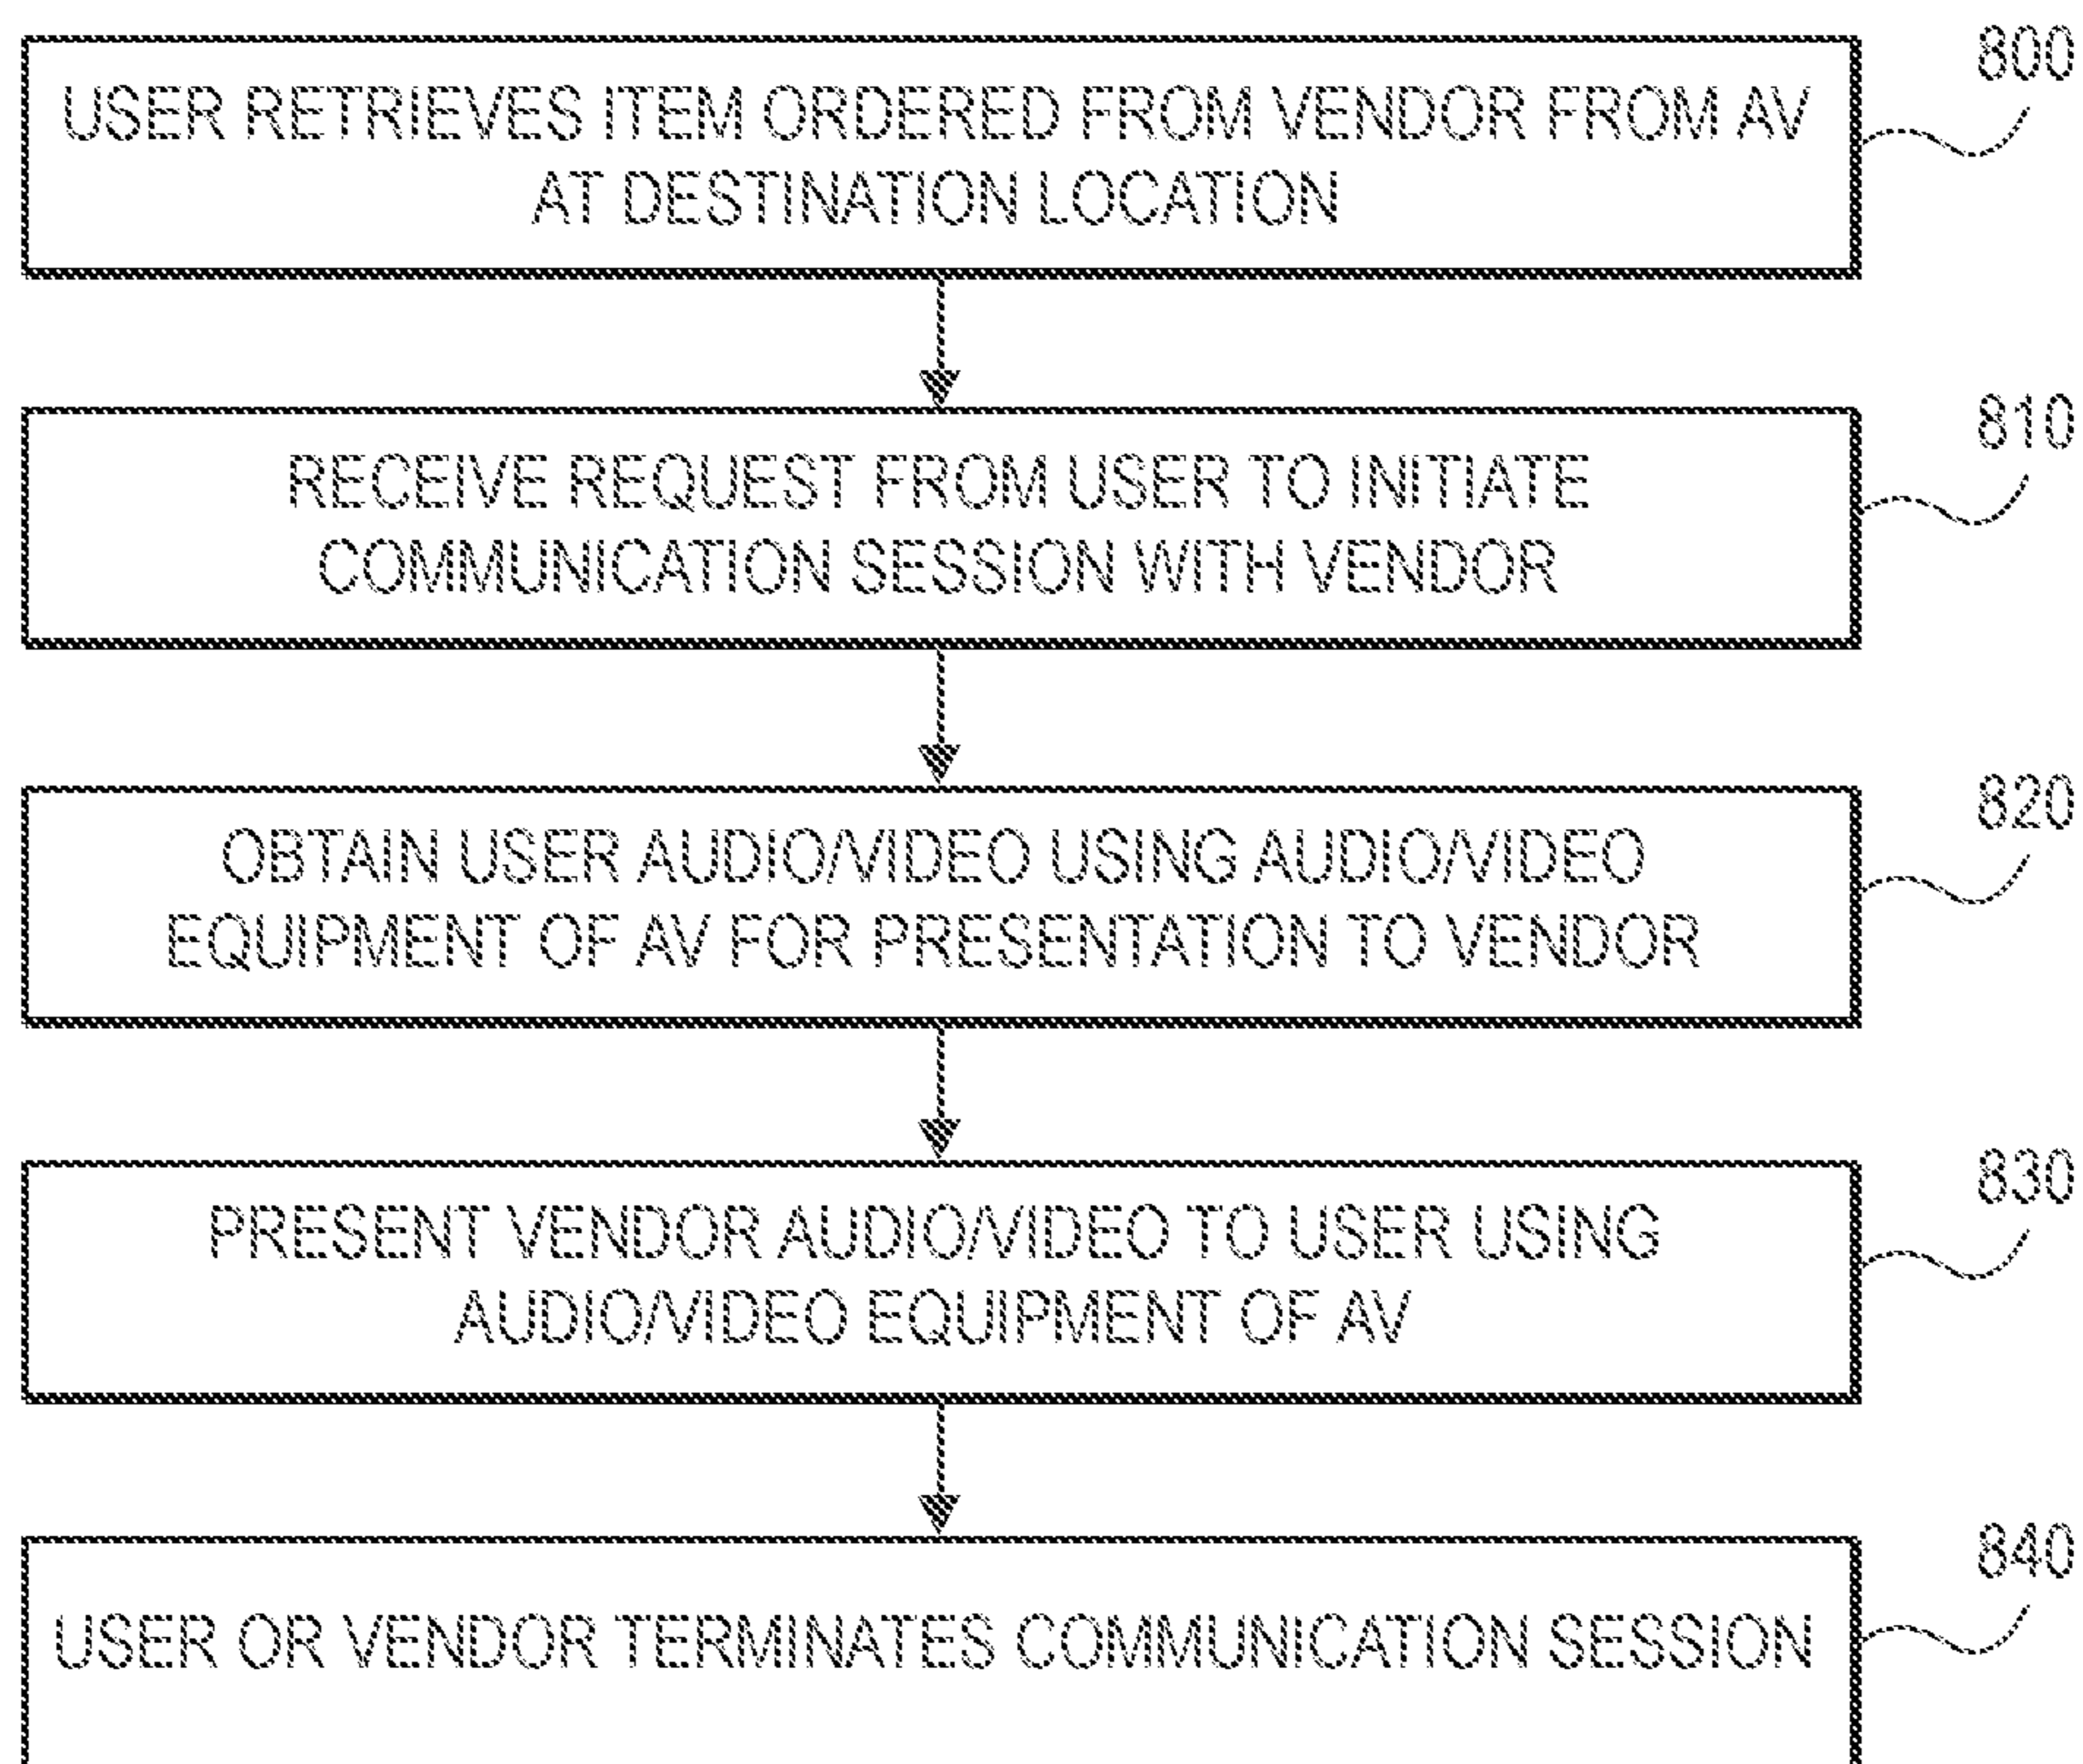 USER RETRIEVES ITEM ORDERED FROM VENDOR FROM AV
AT DESTINATION LOCATION
800
RECEIVE REQUEST FROM USER TO INITIATE
COMMUNICATION SESSION WITH VENDOR
810
OBTAIN USER AUDIO/VIDEO USING AUDIO/VIDEO
EQUIPMENT OF AV FOR PRESENTATION TO VENDOR
820
PRESENT VENDOR AUDIO/VIDEO TO USER USING
AUDIO/VIDEO EQUIPMENT OF AV
830
USER OR VENDOR TERMINATES COMMUNICATION SESSION
840